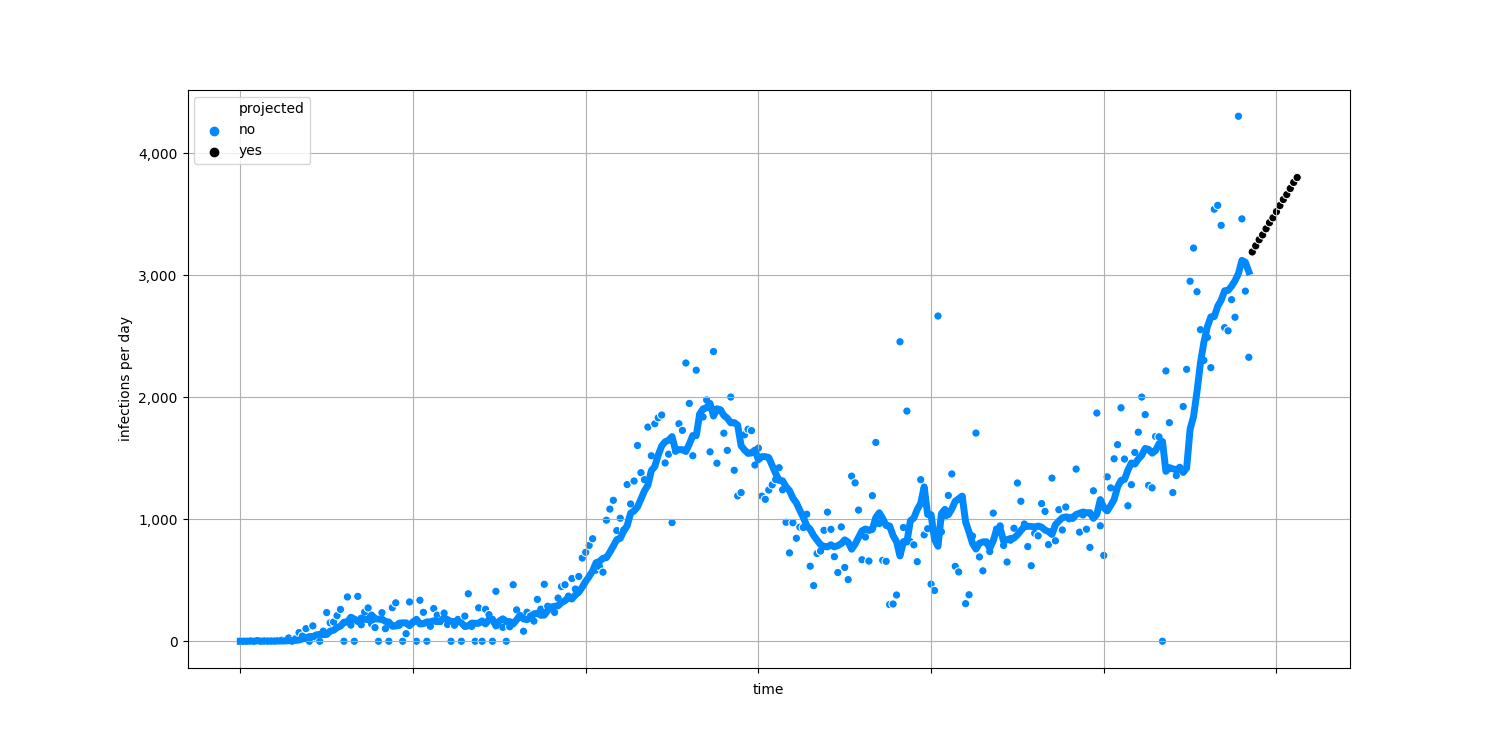 projected
no
yes
4,000
3,000
2,000
1,000
0
infections per day
time